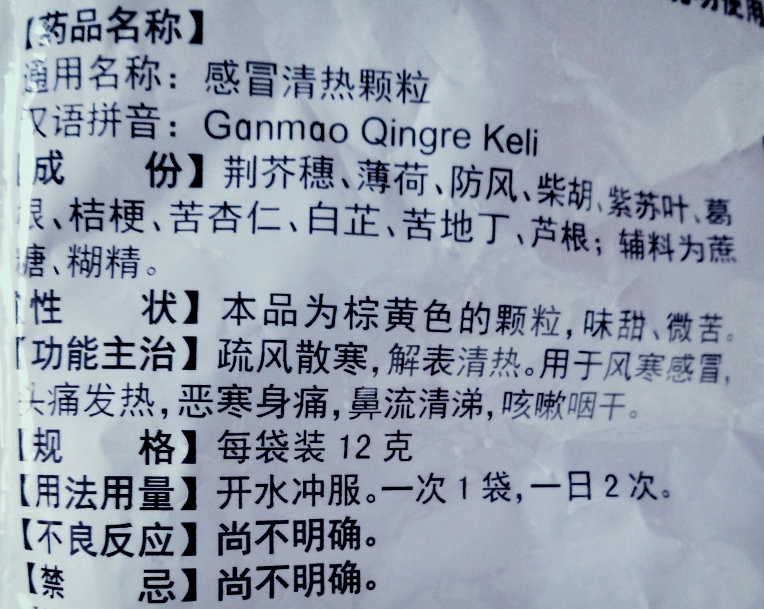 说明使用
【药品名称】
通用名称：感冒清热颗粒
汉语拼音：Ganmao Qingre Keli
【成 份】荆芥穗、薄荷、防风、柴胡、紫苏叶、葛
根、桔梗、苦杏仁、白芷、苦地丁、芦根；辅料为蔗
糖、糊精。
【性 状】本品为棕黄色的颗粒，味甜、微苦。
【功能主治】疏风散寒，解表清热。用于风寒感冒，
头痛发热，恶寒身痛，鼻流清涕，咳嗽咽干。
【规 格】每袋装 12 克
【用法用量】开水冲服。一次 1 袋，一日 2 次。
【不良反应】尚不明确。
【禁 忌】尚不明确。